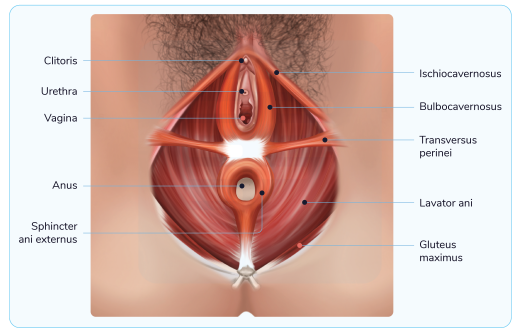 Clitoris
Urethra
Vagina
Anus
Sphincter
ani externus
Ischiocavernosus
Bulbocavernosus
Transversus
perinei
Lavator ani
Gluteus
maximus